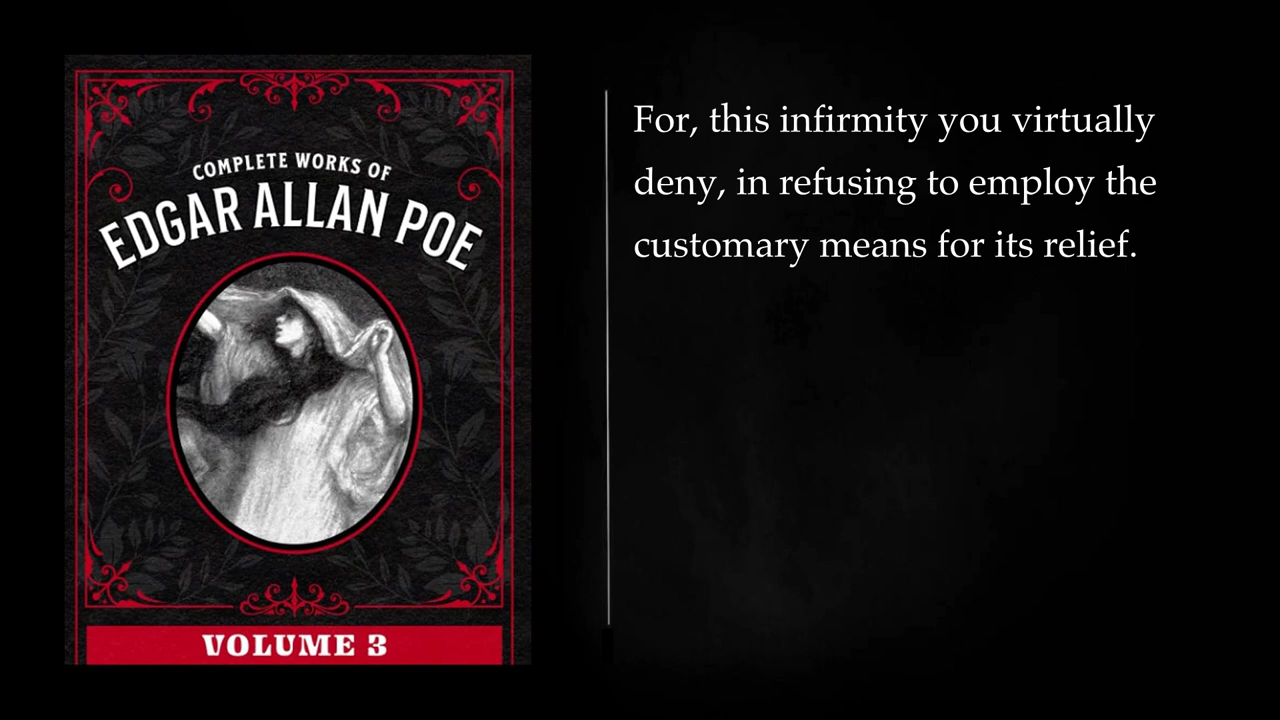 COMPLETE WORKS OF
EDGAR ALLAN POE
VOLUME 3
For, this infirmity you virtually
deny, in refusing to employ the
customary means for its relief.